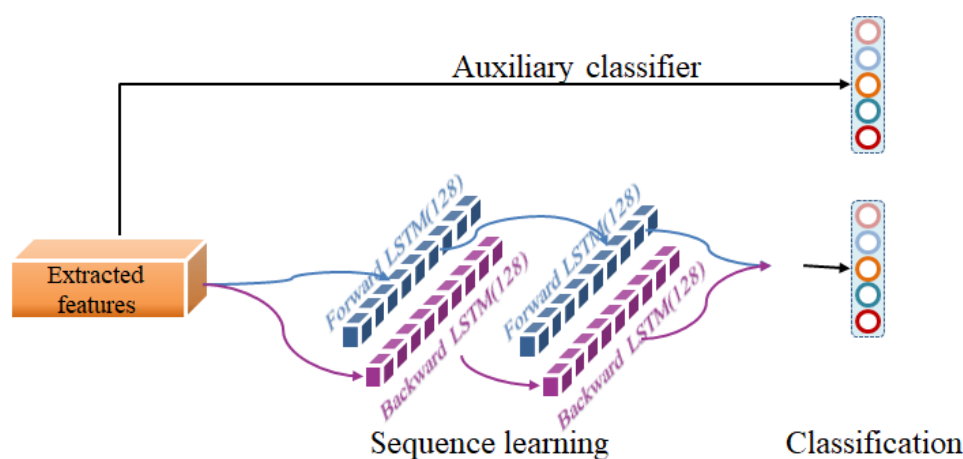 Auxiliary classifier
Extracted
features
Forward LSTM(128)
Backward LSTM(128)
Forward LSTM(128)
Backward LSTM(128)
Sequence learning
Classification